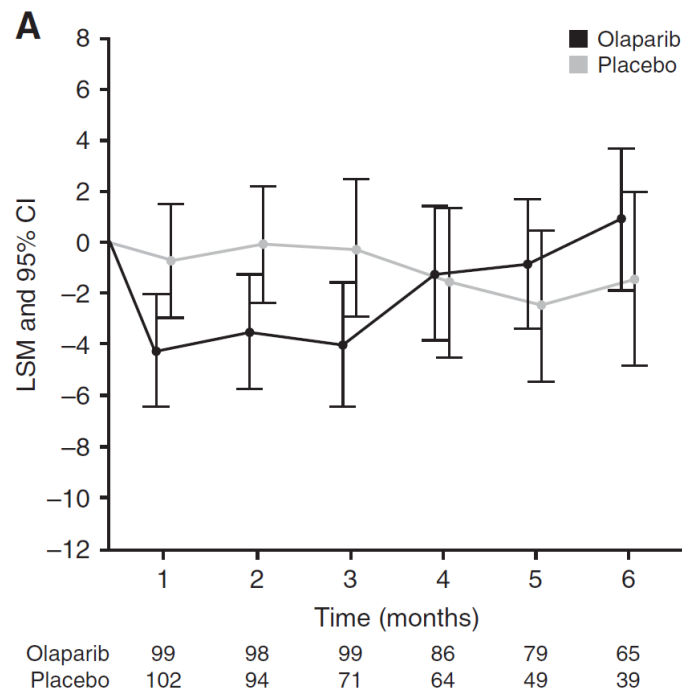 A
Olaparib
Placebo
8
6
4
2
0
−2
−4
−6
−8
−10
−12
LSM and 95% CI
1 2 3 4 5 6
Time (months)
Olaparib 99 98 99 86 79 65
Placebo 102 94 71 64 49 39